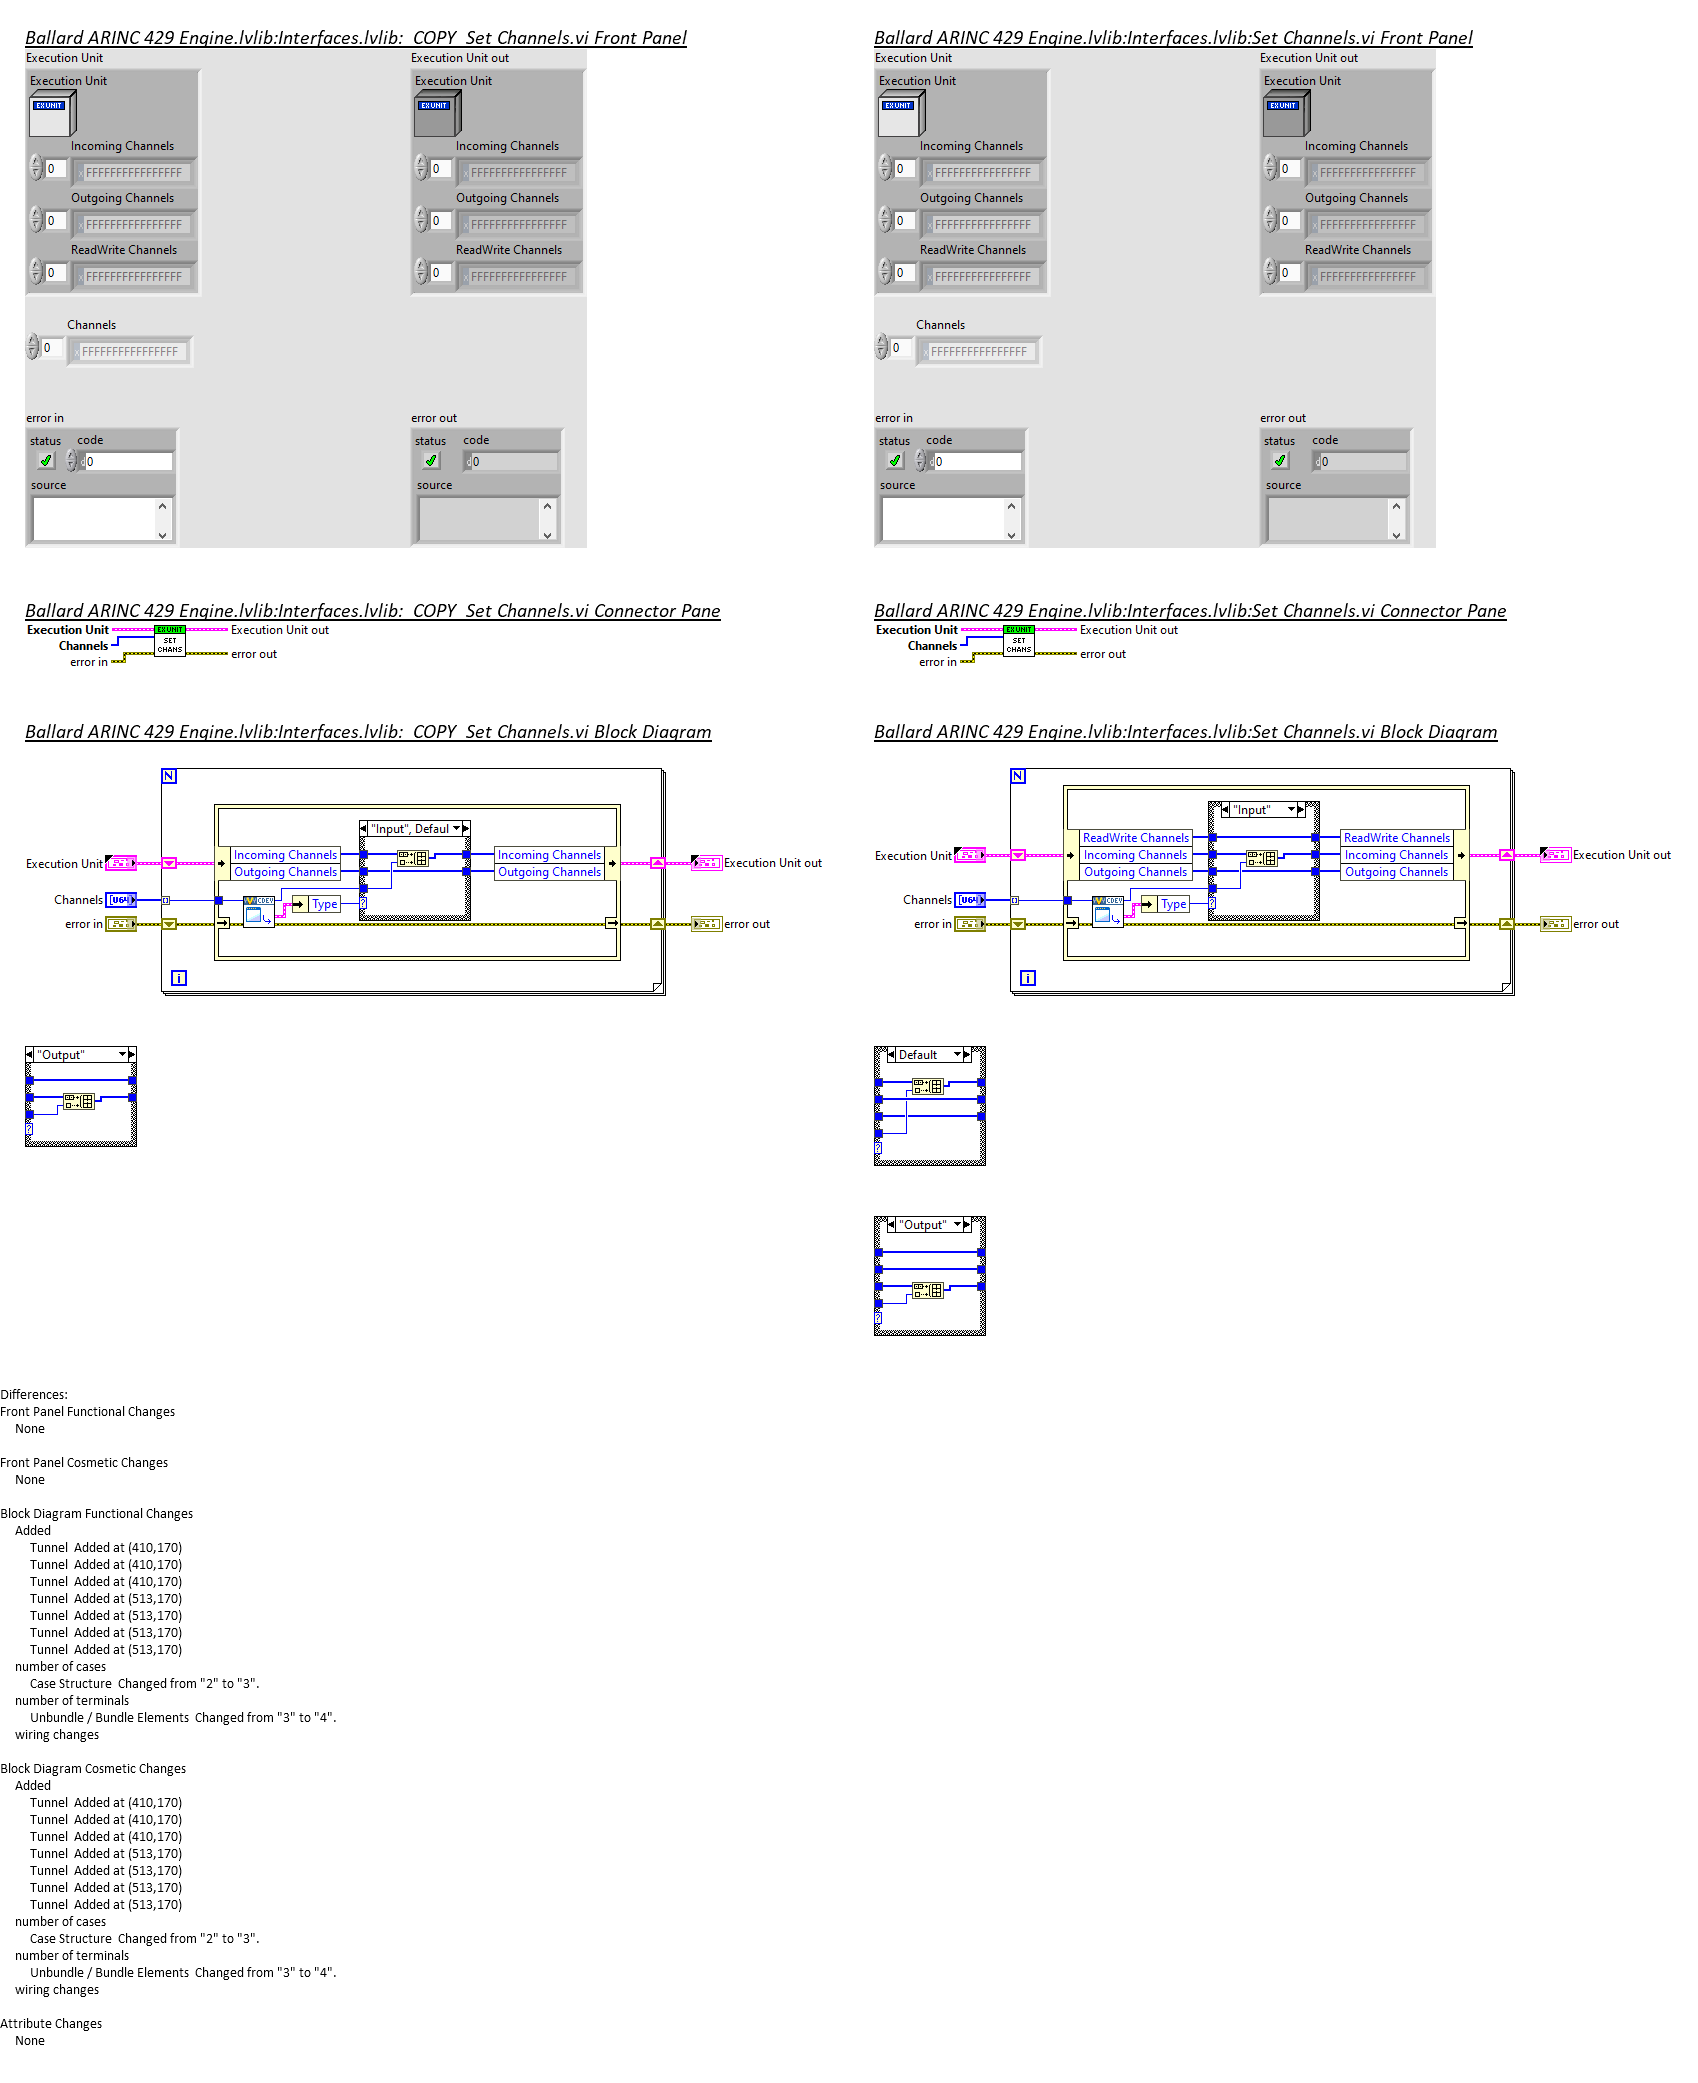 Ballard ARINC 429 Engine.lvlib:Interfaces.lvlib:_COPY_Set Channels.vi Front Panel
Execution Unit
Execution Unit out
Execution Unit
EX UNIT
Incoming Channels
0
x FFFFFFFFFFFFFFFF
Outgoing Channels
0
x FFFFFFFFFFFFFFFF
ReadWrite Channels
0
x FFFFFFFFFFFFFFFF
Execution Unit
EX UNIT
Incoming Channels
0
x FFFFFFFFFFFFFFFF
Outgoing Channels
0
x FFFFFFFFFFFFFFFF
ReadWrite Channels
0
x FFFFFFFFFFFFFFFF
Channels
0
x FFFFFFFFFFFFFFFF
error in
status code
d 0
source
error out
status code
d 0
source
Ballard ARINC 429 Engine.lvlib:Interfaces.lvlib:Set Channels.vi Front Panel
Execution Unit
Execution Unit out
Execution Unit
EX UNIT
Incoming Channels
0
x FFFFFFFFFFFFFFFF
Outgoing Channels
0
x FFFFFFFFFFFFFFFF
ReadWrite Channels
0
x FFFFFFFFFFFFFFFF
Execution Unit
EX UNIT
Incoming Channels
0
x FFFFFFFFFFFFFFFF
Outgoing Channels
0
x FFFFFFFFFFFFFFFF
ReadWrite Channels
0
x FFFFFFFFFFFFFFFF
Channels
0
x FFFFFFFFFFFFFFFF
error in
status code
d 0
source
error out
status code
d 0
source
Ballard ARINC 429 Engine.lvlib:Interfaces.lvlib:_COPY_Set Channels.vi Connector Pane
Execution Unit
Channels
error in
EX UNIT
SET
CHANS
Execution Unit out
error out
Ballard ARINC 429 Engine.lvlib:Interfaces.lvlib:Set Channels.vi Connector Pane
Execution Unit
Channels
error in
EX UNIT
SET
CHANS
Execution Unit out
error out
Ballard ARINC 429 Engine.lvlib:Interfaces.lvlib:_COPY_Set Channels.vi Block Diagram
N
"Input", Defaul
Execution Unit
Incoming Channels
Outgoing Channels
Incoming Channels
Outgoing Channels
Execution Unit out
Channels
[U64]
CDEV
Type
?
error in
error out
i
"Output"
?
Ballard ARINC 429 Engine.lvlib:Interfaces.lvlib:Set Channels.vi Block Diagram
N
"Input"
ReadWrite Channels
Incoming Channels
Outgoing Channels
ReadWrite Channels
Incoming Channels
Outgoing Channels
Execution Unit
Execution Unit out
Channels
[U64]
CDEV
Type
?
error in
error out
i
Default
?
"Output"
?
Differences:
Front Panel Functional Changes
None
Front Panel Cosmetic Changes
None
Block Diagram Functional Changes
Added
Tunnel Added at (410,170)
Tunnel Added at (410,170)
Tunnel Added at (410,170)
Tunnel Added at (513,170)
Tunnel Added at (513,170)
Tunnel Added at (513,170)
Tunnel Added at (513,170)
number of cases
Case Structure Changed from "2" to "3".
number of terminals
Unbundle / Bundle Elements Changed from "3" to "4".
wiring changes
Block Diagram Cosmetic Changes
Added
Tunnel Added at (410,170)
Tunnel Added at (410,170)
Tunnel Added at (410,170)
Tunnel Added at (513,170)
Tunnel Added at (513,170)
Tunnel Added at (513,170)
Tunnel Added at (513,170)
number of cases
Case Structure Changed from "2" to "3".
number of terminals
Unbundle / Bundle Elements Changed from "3" to "4".
wiring changes
Attribute Changes
None